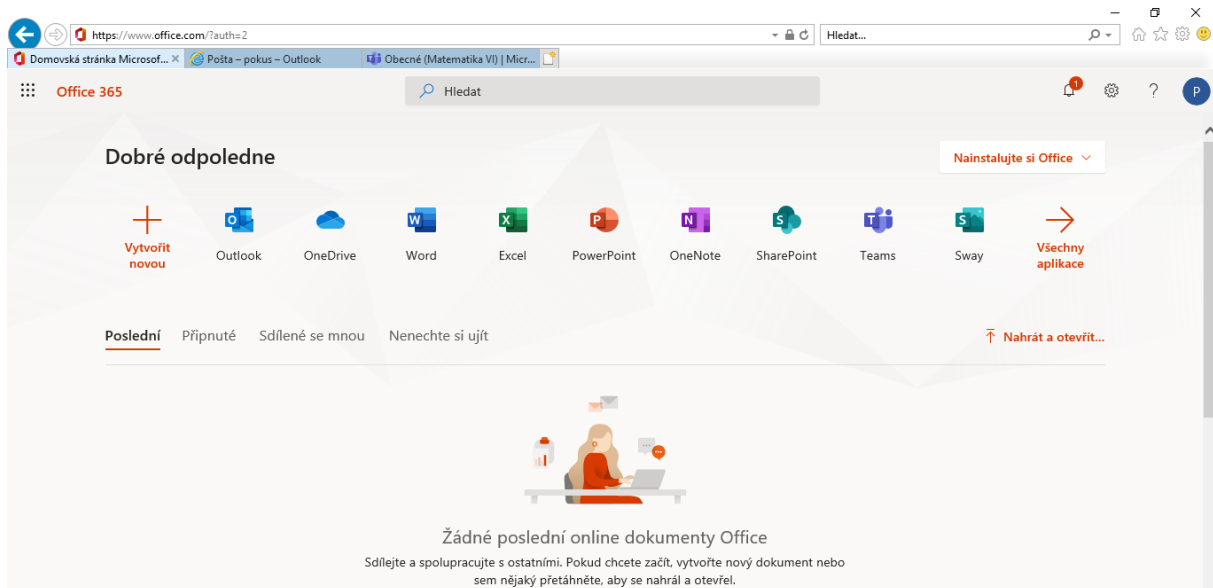 https://www.office.com/?auth=2
Hledat...
Domovská stránka Microsof...
Pošta – pokus – Outlook
Obecné (Matematika VI) | Micr...
Office 365
Hledat
1
?
P
Dobré odpoledne
Nainstalujte si Office
Vytvořit
novou
Outlook
OneDrive
Word
Excel
PowerPoint
OneNote
SharePoint
Teams
Sway
Všechny
aplikace
Poslední
Připnuté
Sdílené se mnou
Nenechte si ujít
Nahrát a otevřít...
Žádné poslední online dokumenty Office
Sdílejte a spolupracujte s ostatními. Pokud chcete začít, vytvořte nový dokument nebo
sem nějaký přetáhněte, aby se nahrál a otevřel.